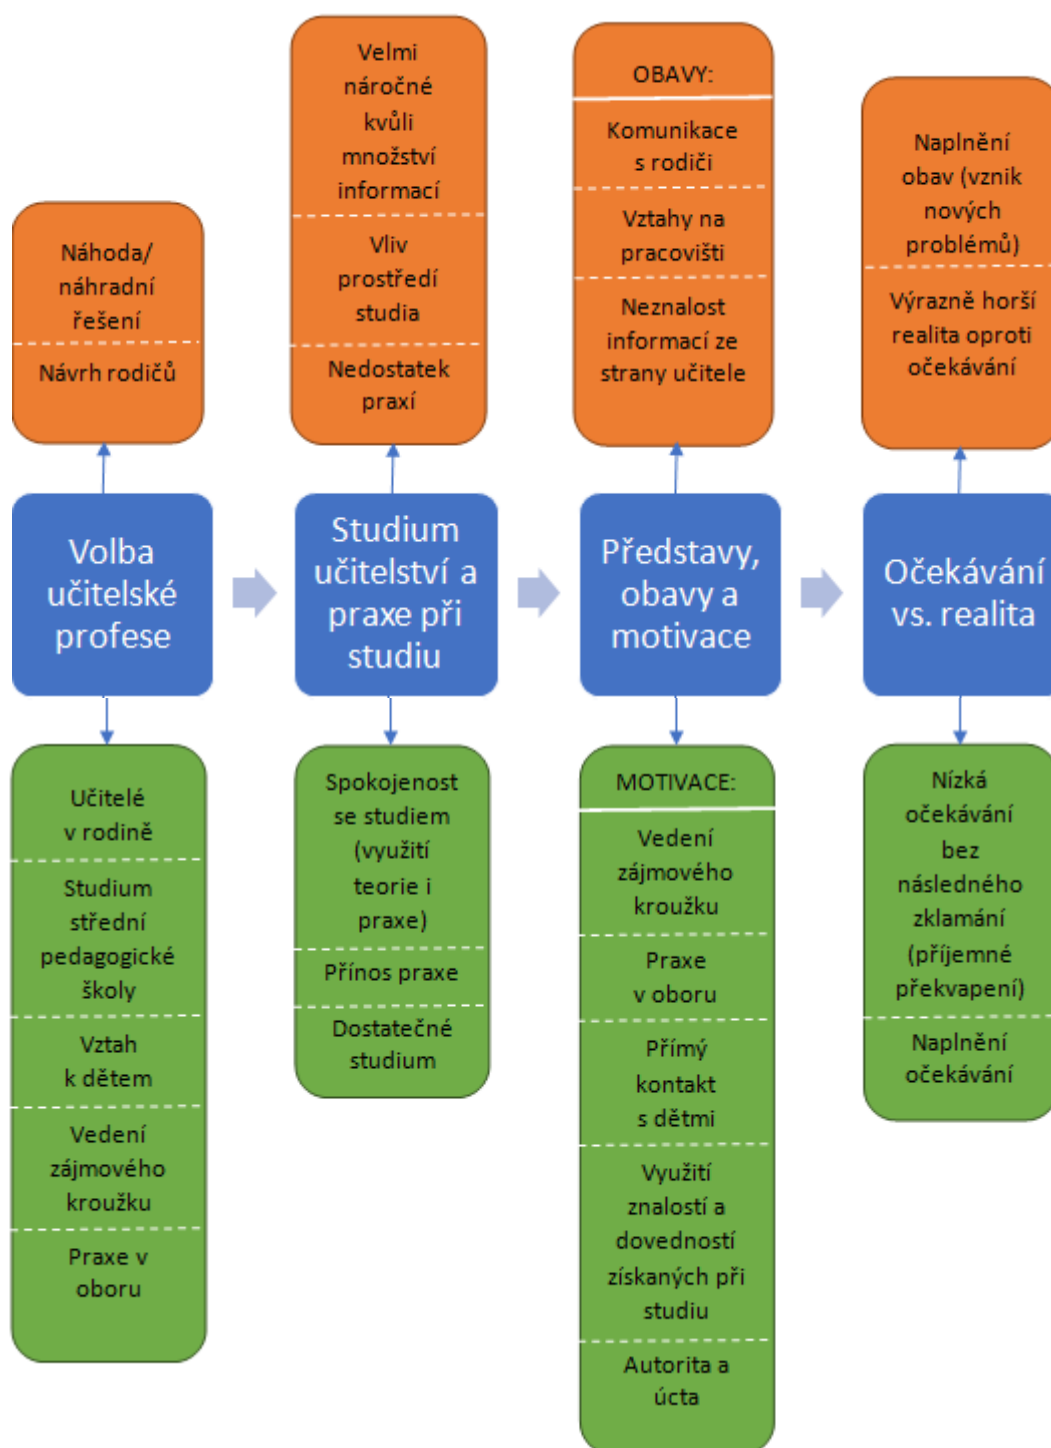 Náhoda/
náhradní
řešení
Návrh rodičů
Velmi
náročné
kvůli
množství
informací
Vliv
prostředí
studia
Nedostatek
praxí
OBAVY:
Komunikace
s rodiči
Vztahy na
pracovišti
Neznalost
informací ze
strany učitele
Naplnění
obav (vznik
nových
problémů)
Výrazně horší
realita oproti
očekávání
Volba
učitelské
profese
Studium
učitelství a
praxe při
studiu
Představy,
obavy a
motivace
Očekávání
vs. realita
Učitelé
v rodině
Studium
střední
pedagogické
školy
Vztah
k dětem
Vedení
zájmového
kroužku
Praxe v
oboru
Spokojenost
se studiem
(využití
teorie i
praxe)
Přínos praxe
Dostatečné
studium
MOTIVACE:
Vedení
zájmového
kroužku
Praxe
v oboru
Přímý
kontakt
s dětmi
Využití
znalostí a
dovedností
získaných při
studiu
Autorita a
úcta
Nízká
očekávání
bez
následného
zklamání
(příjemné
překvapení)
Naplnění
očekávání